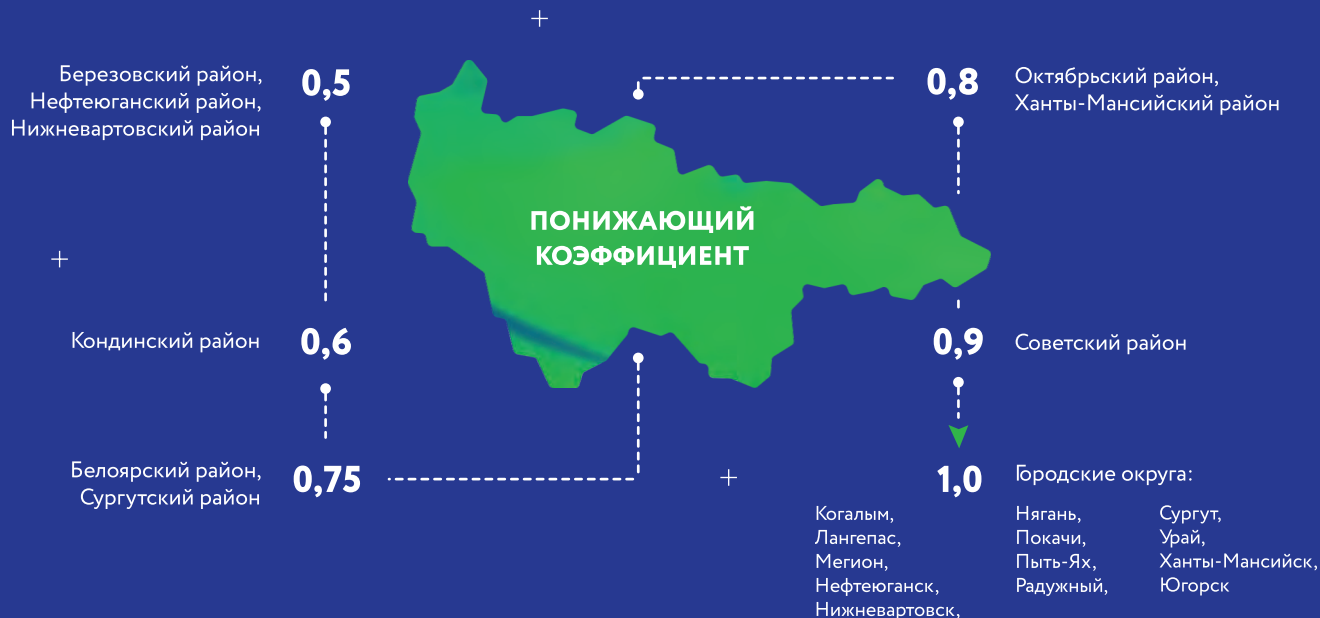 Березовский район,
Нефтеюганский район,
Нижневартовский район
0,5
Кондинский район
0,6
Белоярский район,
Сургутский район
0,75
ПОНИЖАЮЩИЙ
КОЭФФИЦИЕНТ
0,8
Октябрьский район,
Ханты-Мансийский район
0,9
Советский район
1,0
Городские округа:
Когалым,
Лангепас,
Мегион,
Нефтеюганск,
Нижневартовск,
Нягань,
Покачи,
Пыть-Ях,
Радужный,
Сургут,
Урай,
Ханты-Мансийск,
Югорск